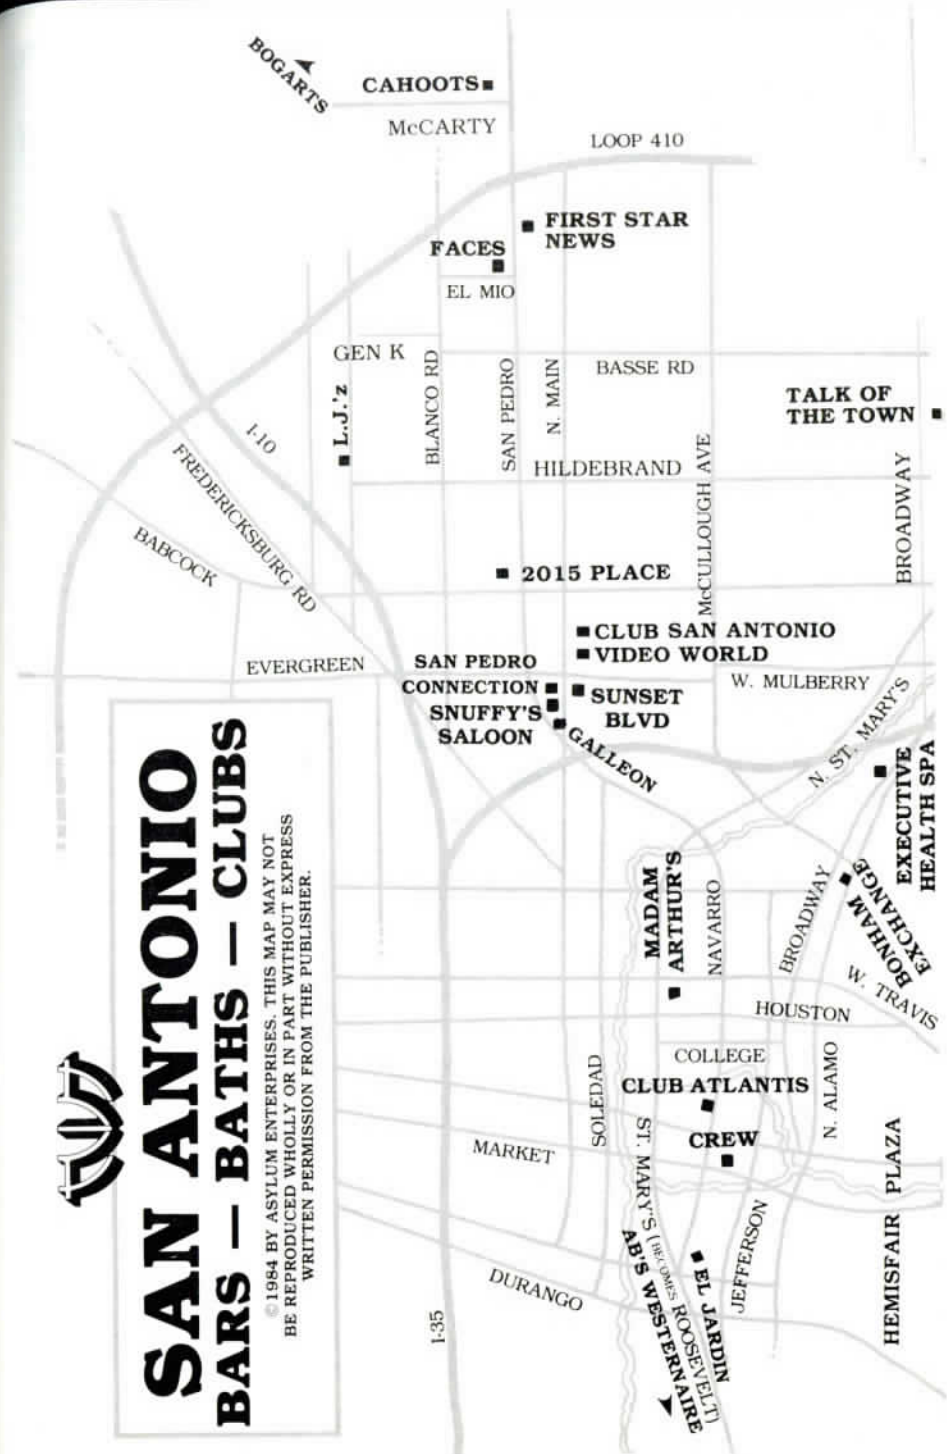 BOGARTS
CAHOOTS
McCARTY
LOOP 410
FIRST STAR
NEWS
FACES
EL MIO
GEN K
BLANCO RD
SAN PEDRO
N. MAIN
BASSE RD
TALK OF
THE TOWN
L.J.'z
I-10
FREDERICKSBURG RD
HILDEBRAND
McCULLOUGH AVE
BROADWAY
BABCOCK
2015 PLACE
CLUB SAN ANTONIO
VIDEO WORLD
EVERGREEN
SAN PEDRO
CONNECTION
SNUFFY'S
SALOON
SUNSET
BLVD
W. MULBERRY
GALLEON
N. ST. MARY'S
EXECUTIVE
HEALTH SPA
SAN ANTONIO
BARS — BATHS — CLUBS
©1984 BY ASYLUM ENTERPRISES. THIS MAP MAY NOT
BE REPRODUCED WHOLLY OR IN PART WITHOUT EXPRESS
WRITTEN PERMISSION FROM THE PUBLISHER.
MADAM
ARTHUR'S
NAVARRO
BROADWAY
BONHAM
EXCHANGE
W. TRAVIS
HOUSTON
COLLEGE
CLUB ATLANTIS
SOLEDAD
N. ALAMO
CREW
MARKET
ST. MARY'S (BECOMES ROOSEVELT)
HEMISFAIR PLAZA
JEFFERSON
DURANGO
AB'S WESTERNAIRE
EL JARDIN
I-35